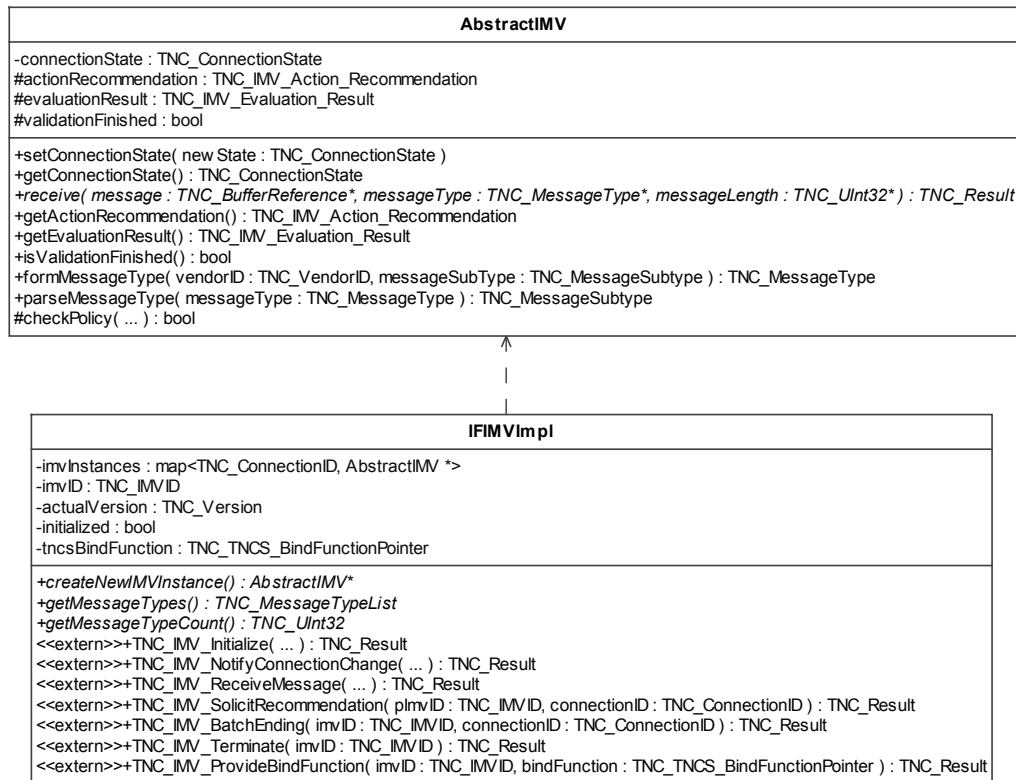 AbstractIMV
-connectionState : TNC_ConnectionState
#actionRecommendation : TNC_IMV_Action_Recommendation
#evaluationResult : TNC_IMV_Evaluation_Result
#validationFinished : bool
+setConnectionState( new State : TNC_ConnectionState )
+getConnectionState() : TNC_ConnectionState
+receive( message : TNC_BufferReference*, messageType : TNC_MessageType*, messageLength : TNC_UInt32* ) : TNC_Result
+getActionRecommendation() : TNC_IMV_Action_Recommendation
+getEvaluationResult() : TNC_IMV_Evaluation_Result
+isValidationFinished() : bool
+formMessageType( vendorID : TNC_VendorID, messageSubType : TNC_MessageSubtype ) : TNC_MessageType
+parseMessageType( messageType : TNC_MessageType ) : TNC_MessageSubtype
#checkPolicy( ... ) : bool
IFIMVImpl
-imvInstances : map<TNC_ConnectionID, AbstractIMV *>
-imvID : TNC_IMVID
-actualVersion : TNC_Version
-initialized : bool
-tncsBindFunction : TNC_TNCS_BindFunctionPointer
+createNewIMVInstance() : AbstractIMV*
+getMessageTypes() : TNC_MessageTypeList
+getMessageTypeCount() : TNC_UInt32
<<extern>>+TNC_IMV_Initialize( ... ) : TNC_Result
<<extern>>+TNC_IMV_NotifyConnectionChange( ... ) : TNC_Result
<<extern>>+TNC_IMV_ReceiveMessage( ... ) : TNC_Result
<<extern>>+TNC_IMV_SolicitRecommendation( pImvID : TNC_IMVID, connectionID : TNC_ConnectionID ) : TNC_Result
<<extern>>+TNC_IMV_BatchEnding( imvID : TNC_IMVID, connectionID : TNC_ConnectionID ) : TNC_Result
<<extern>>+TNC_IMV_Terminate( imvID : TNC_IMVID ) : TNC_Result
<<extern>>+TNC_IMV_ProvideBindFunction( imvID : TNC_IMVID, bindFunction : TNC_TNCS_BindFunctionPointer ) : TNC_Result